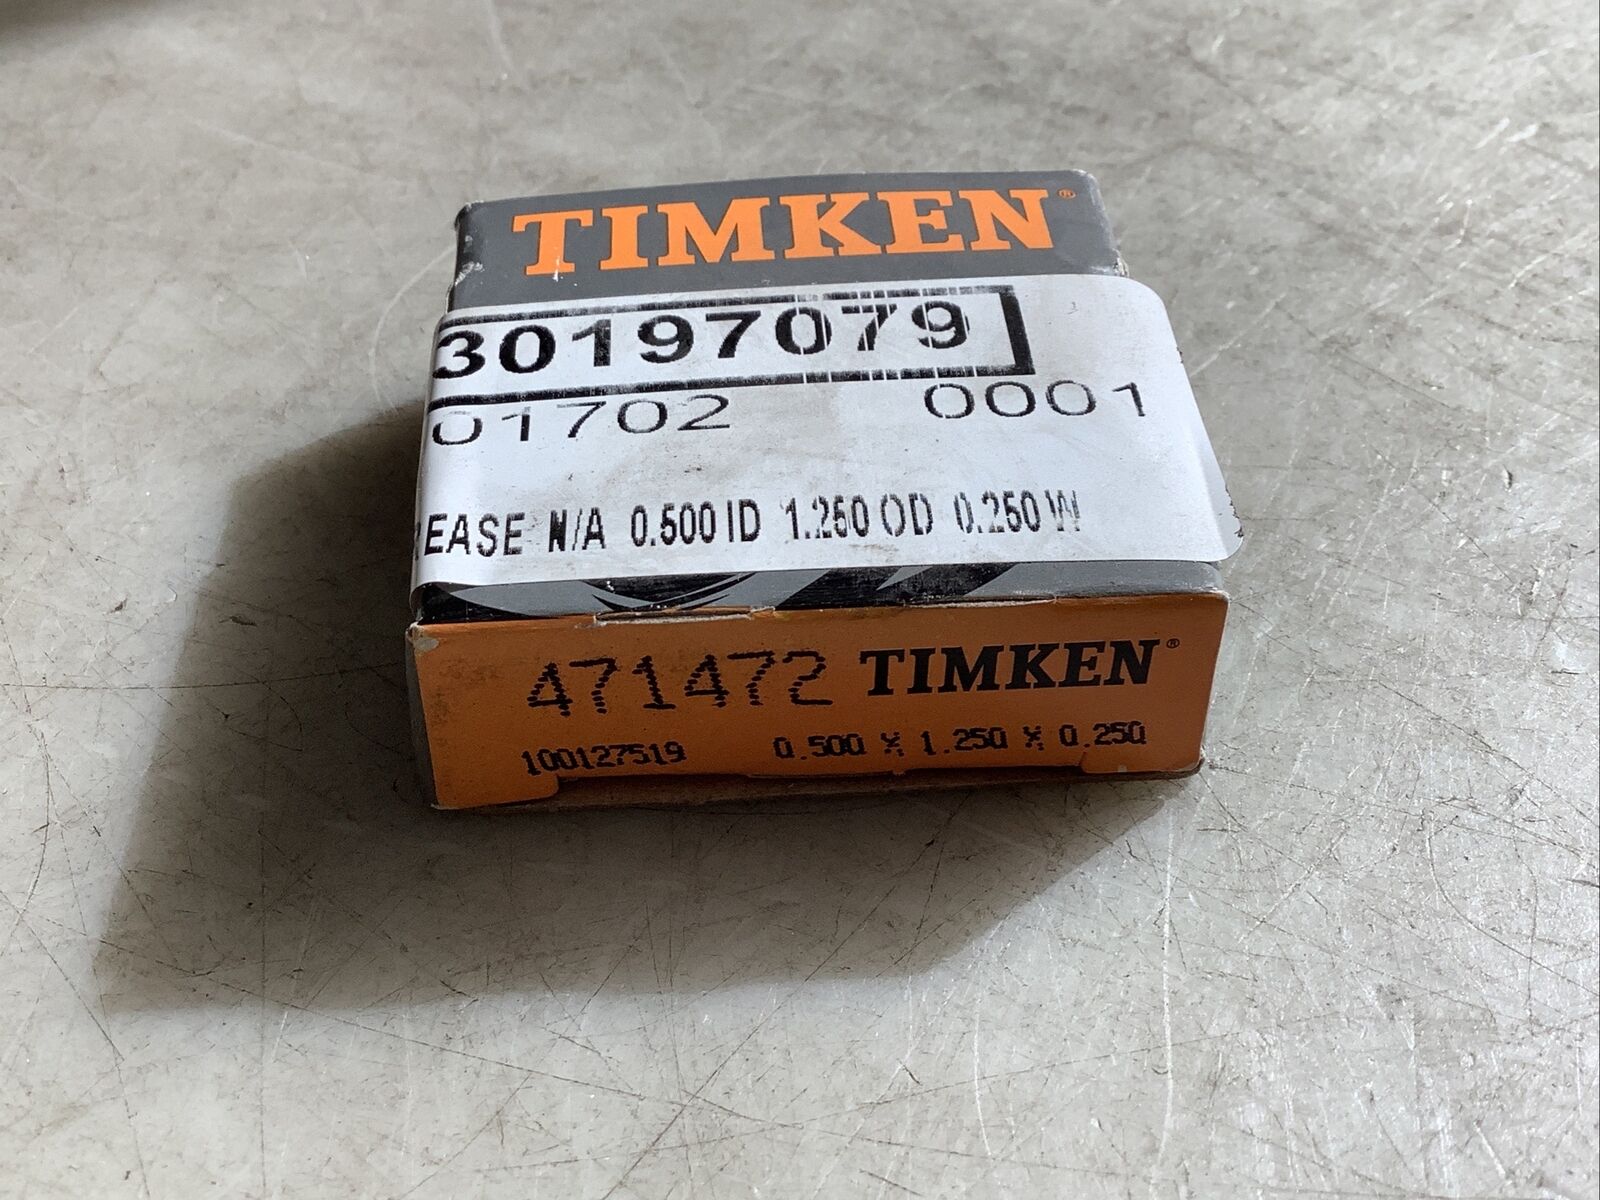 TIMKEN®
30197079
01702 0001
EASE N/A 0.500 ID 1.250 OD 0.250 W
471472 TIMKEN®
100127519 0.500 X 1.250 X 0.250